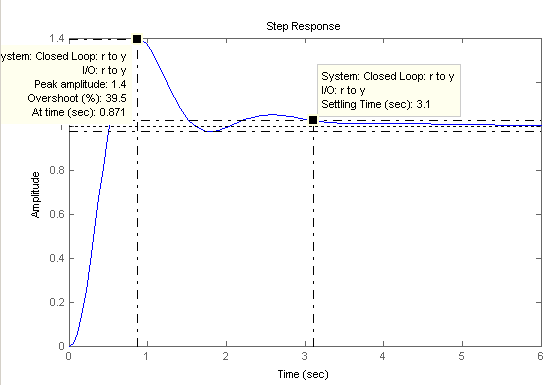 Step Response
1.4
ystem: Closed Loop: r to y
I/O: r to y
Peak amplitude: 1.4
Overshoot (%): 39.5
At time (sec): 0.871
System: Closed Loop: r to y
I/O: r to y
Settling Time (sec): 3.1
1
0.8
0.6
0.4
0.2
0
Amplitude
0 1 2 3 4 5 6
Time (sec)